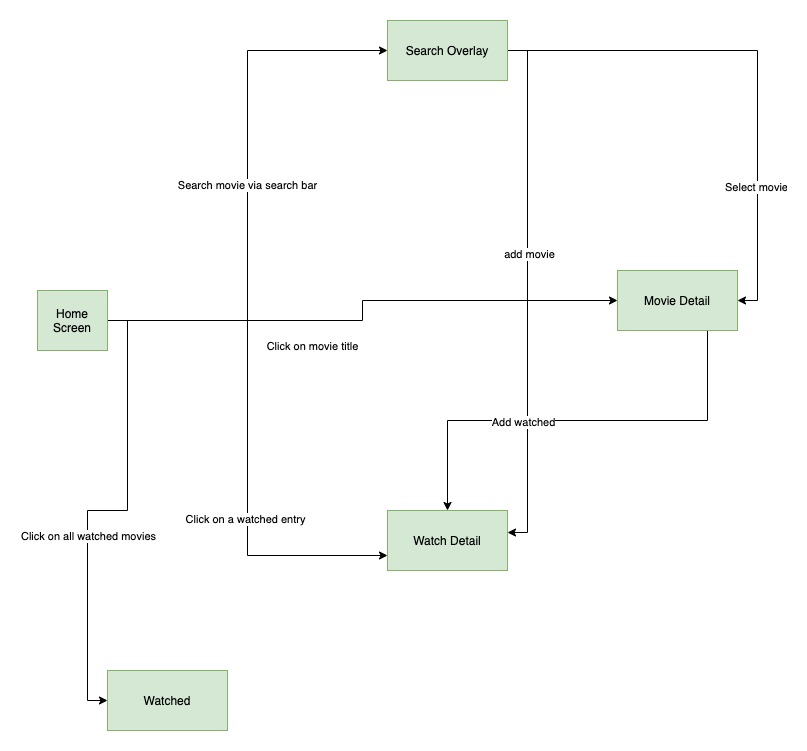 Search Overlay
Search movie via search bar
Select movie
add movie
Home
Screen
Movie Detail
Click on movie title
Add watched
Click on a watched entry
Click on all watched movies
Watch Detail
Watched